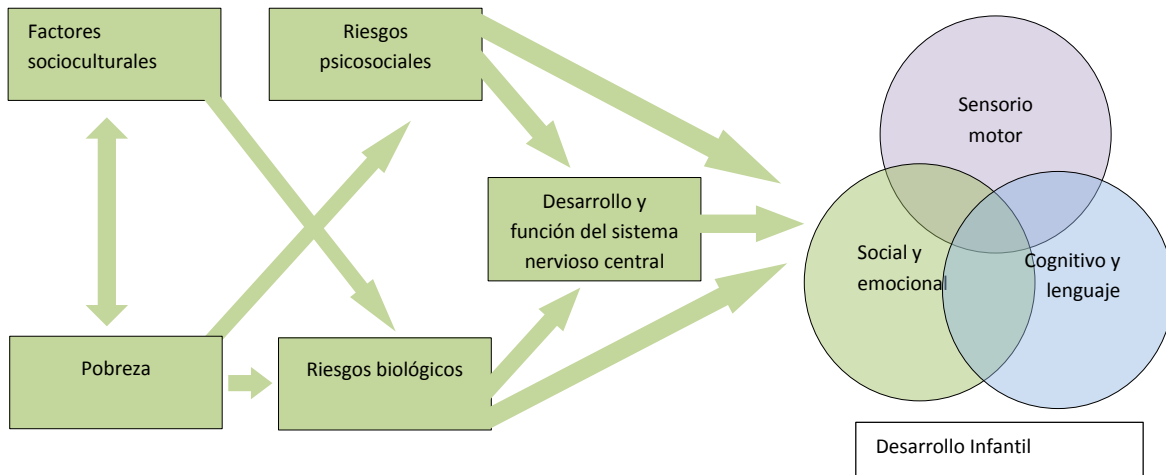 Factores
socioculturales
Riesgos
psicosociales
Sensorio
motor
Desarrollo y
función del sistema
nervioso central
Social y
emocional
Cognitivo y
lenguaje
Pobreza
Riesgos biológicos
Desarrollo Infantil